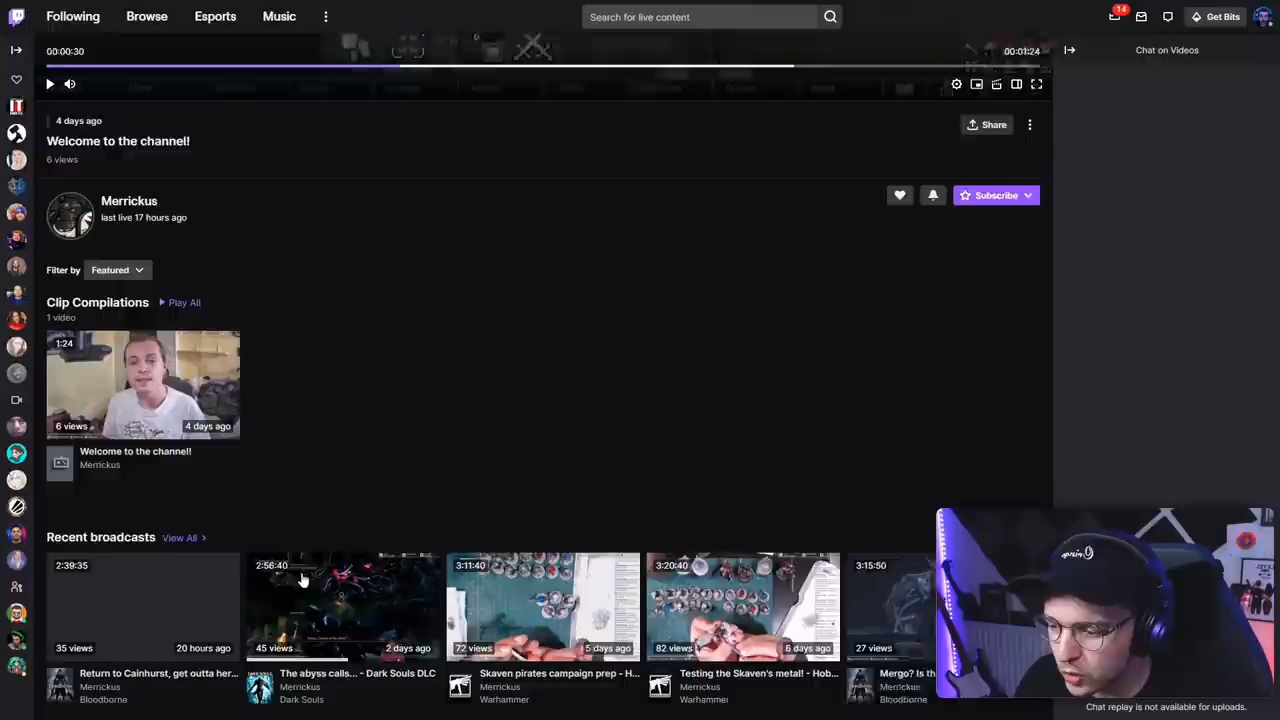 Following
Browse
Esports
Music
Search for live content
14
Get Bits
00:00:30
00:01:24
Chat on Videos
4 days ago
Welcome to the channel!
6 views
Share
Merrickus
last live 17 hours ago
Subscribe
Filter by
Featured
Clip Compilations
Play All
1 video
1:24
6 views
4 days ago
Welcome to the channel!
Merrickus
Recent broadcasts
View All
2:39:35
35 views
20 hours ago
Return to Cainhurst, get outta her...
Merrickus
Bloodborne
2:56:40
45 views
2 days ago
The abyss calls... - Dark Souls DLC
Merrickus
Dark Souls
3:11:40
72 views
5 days ago
Skaven pirates campaign prep - H...
Merrickus
Warhammer
3:20:40
82 views
6 days ago
Testing the Skaven's metal! - Hob...
Merrickus
Warhammer
3:15:50
27 views
Mergo? Is th
Merrickus
Bloodborne
Chat replay is not available for uploads.